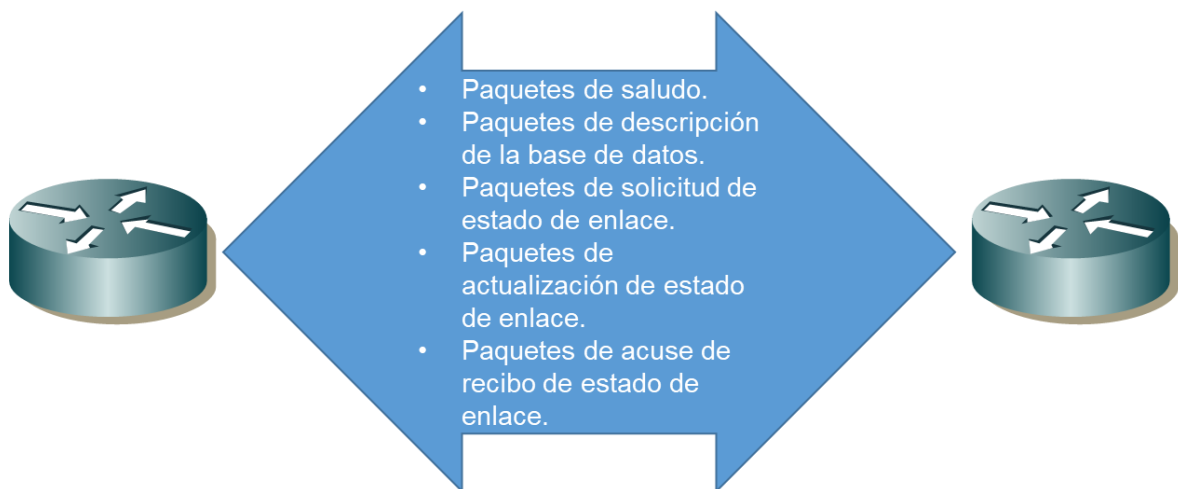 • Paquetes de saludo.
• Paquetes de descripción
de la base de datos.
• Paquetes de solicitud de
estado de enlace.
• Paquetes de
actualización de estado
de enlace.
• Paquetes de acuse de
recibo de estado de
enlace.